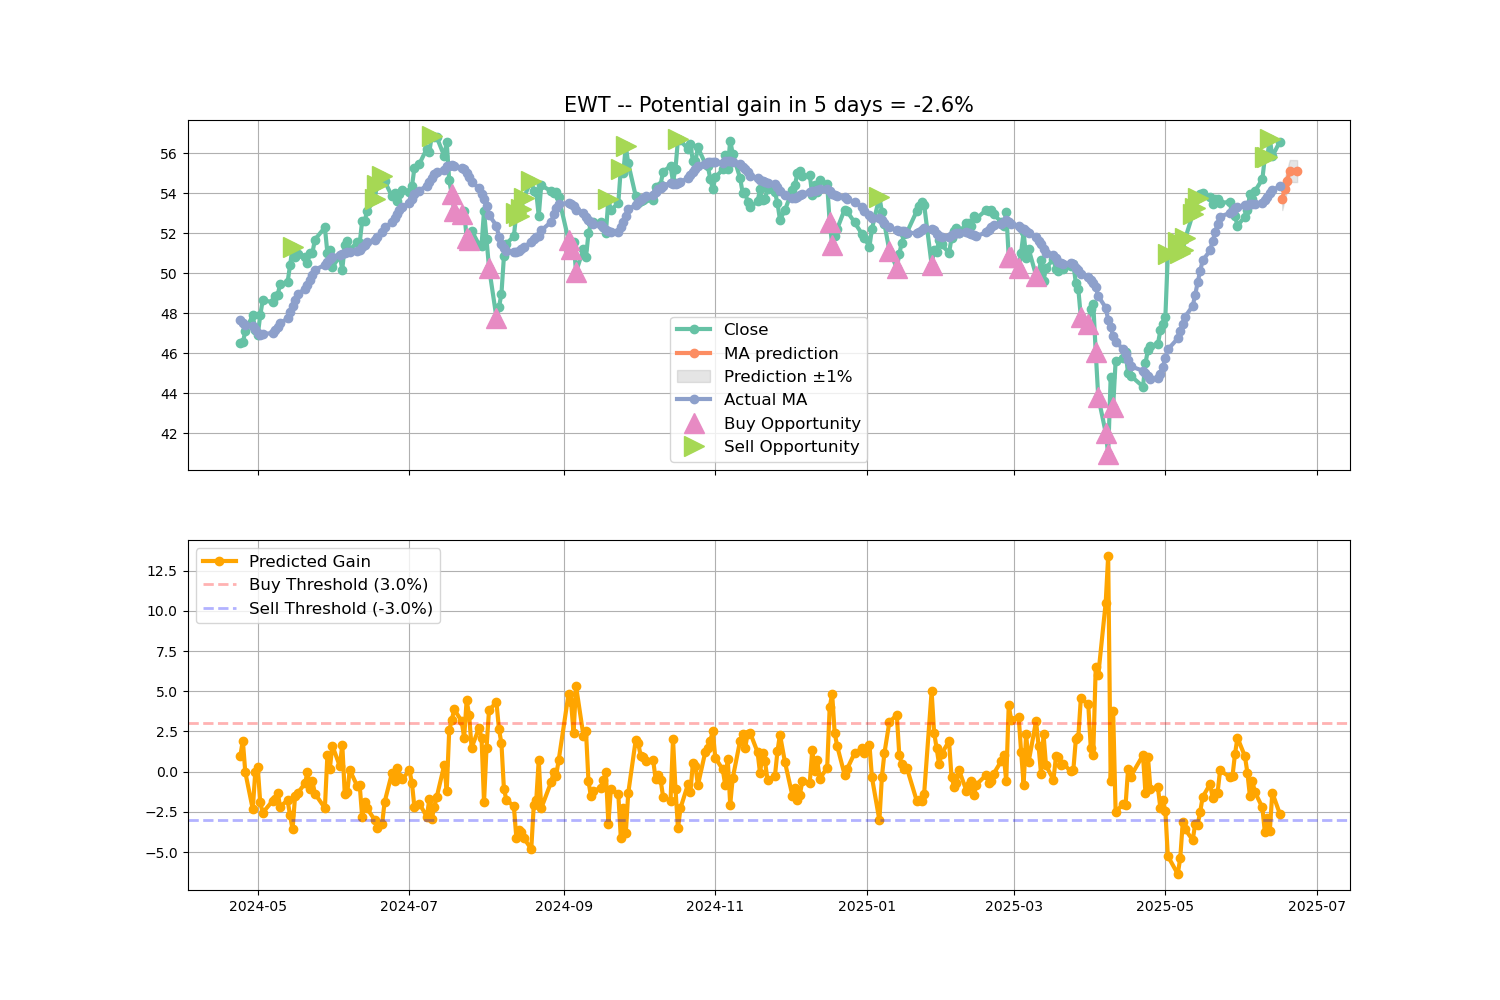 EWT -- Potential gain in 5 days = -2.6%
56
54
52
50
48
46
44
42
Close
MA prediction
Prediction ±1%
Actual MA
Buy Opportunity
Sell Opportunity
Predicted Gain
Buy Threshold (3.0%)
Sell Threshold (-3.0%)
12.5
10.0
7.5
5.0
2.5
0.0
−2.5
−5.0
2024-05
2024-07
2024-09
2024-11
2025-01
2025-03
2025-05
2025-07